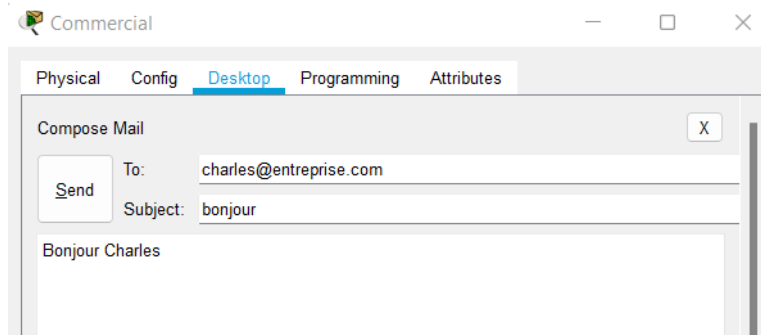 Commercial
Physical Config Desktop Programming Attributes
Compose Mail X
Send
To: charles@entreprise.com
Subject: bonjour
Bonjour Charles